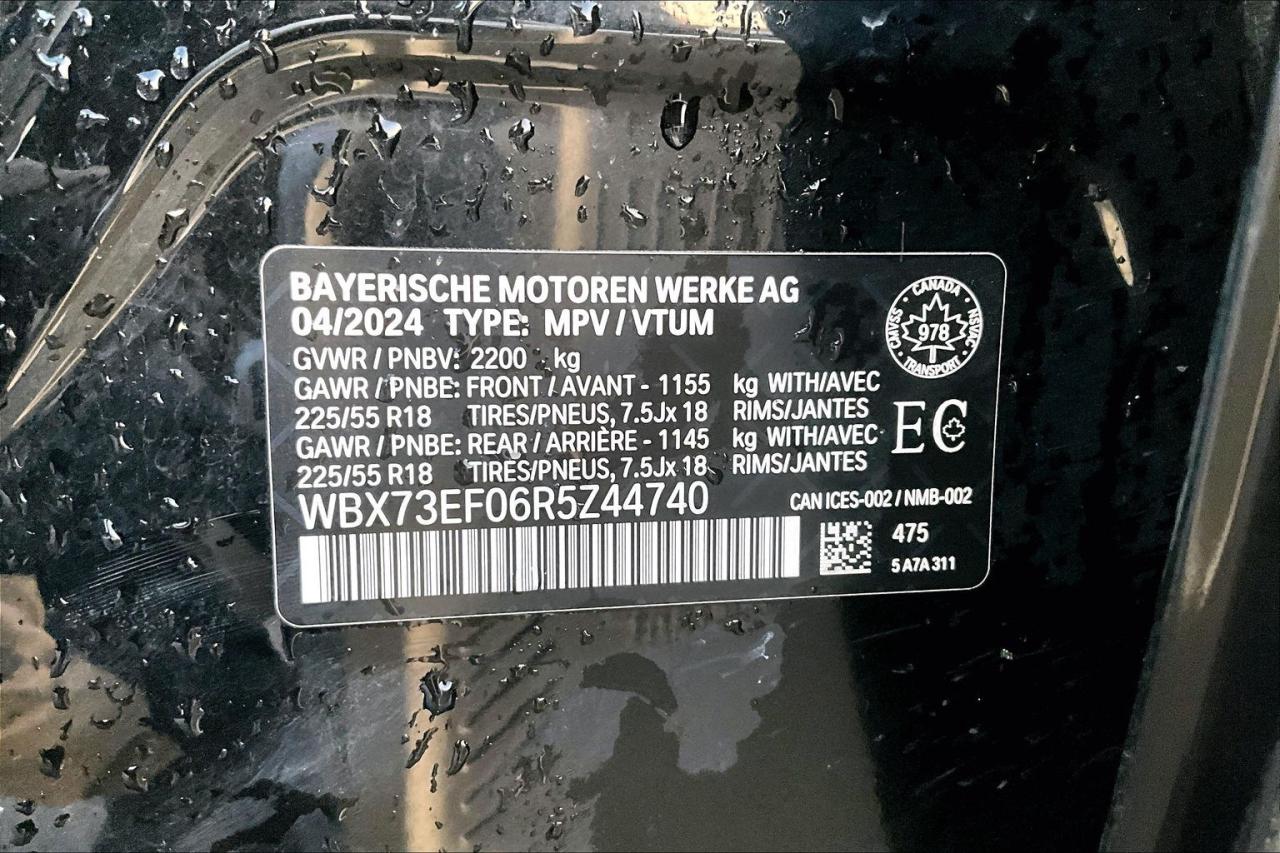 BAYERISCHE MOTOREN WERKE AG
04/2024 TYPE: MPV / VTUM
GVWR / PNBV: 2200 kg
GAWR / PNBE: FRONT / AVANT - 1155 kg WITH/AVEC
225/55 R18 TIRES/PNEUS, 7.5Jx 18 RIMS/JANTES
GAWR / PNBE: REAR / ARRIÈRE - 1145 kg WITH/AVEC
225/55 R18 TIRES/PNEUS, 7.5Jx 18 RIMS/JANTES
WBX73EF06R5Z44740
CANADA
CMVSS
978
NSVAC
TRANSPORT
EC
CAN ICES-002 / NMB-002
475
5 A7A 311